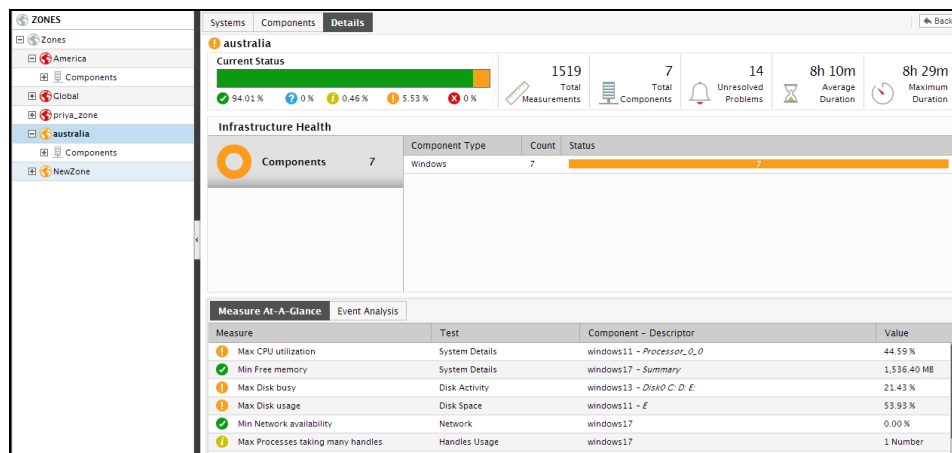 ZONES
Zones
America
Components
Global
priya_zone
australia
Components
NewZone
Systems Components Details
Back
australia
Current Status
94.01 % 0 % 0.46 % 5.53 % 0 %
1519
Total
Measurements
7
Total
Components
14
Unresolved
Problems
8h 10m
Average
Duration
8h 29m
Maximum
Duration
Infrastructure Health
Components 7
Component Type Count Status
Windows 7 7
Measure At-A-Glance Event Analysis
Measure Test Component - Descriptor Value
Max CPU utilization System Details windows11 - Processor_0_0 44.59 %
Min Free memory System Details windows17 - Summary 1,536.40 MB
Max Disk busy Disk Activity windows13 - Disk0 C: D: E: 21.43 %
Max Disk usage Disk Space windows11 - E 53.93 %
Min Network availability Network windows17 0.00 %
Max Processes taking many handles Handles Usage windows17 1 Number